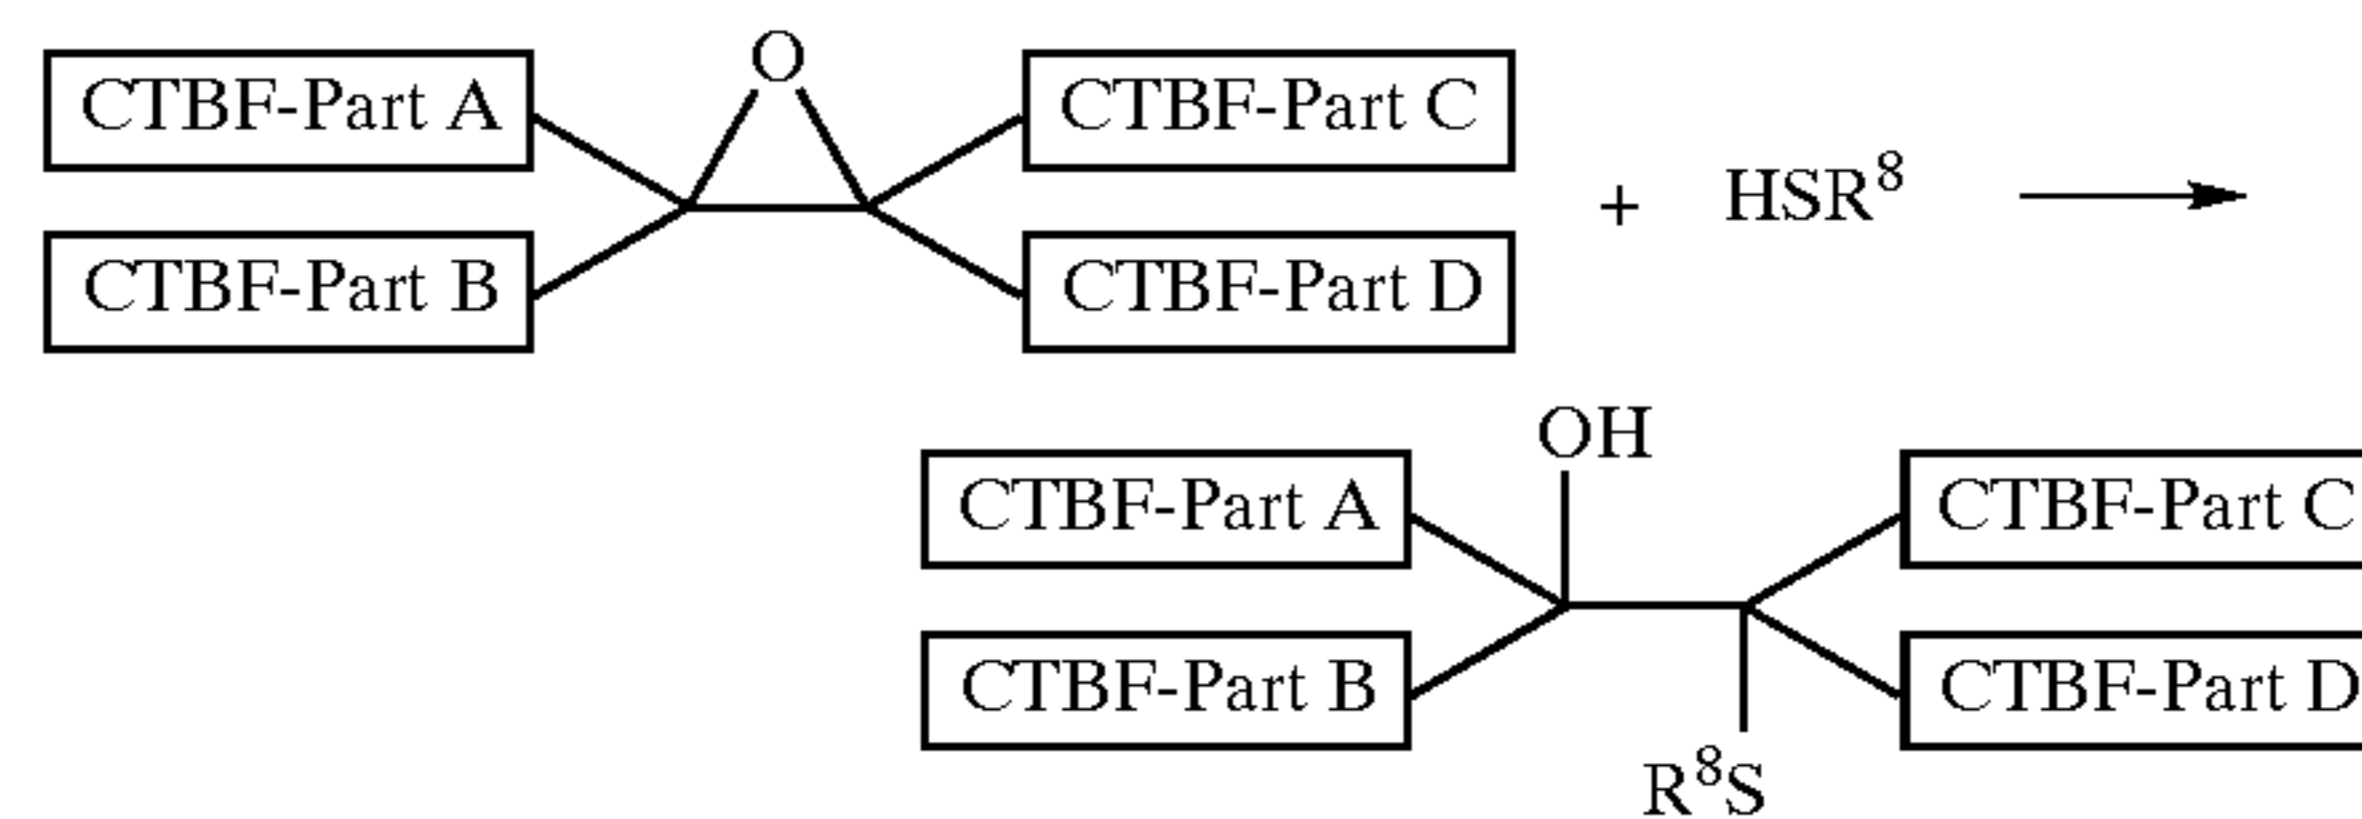 O
CTBF-Part A
CTBF-Part C
+ HSR⁸
CTBF-Part B
CTBF-Part D
OH
CTBF-Part A
CTBF-Part C
CTBF-Part B
CTBF-Part D
R⁸S